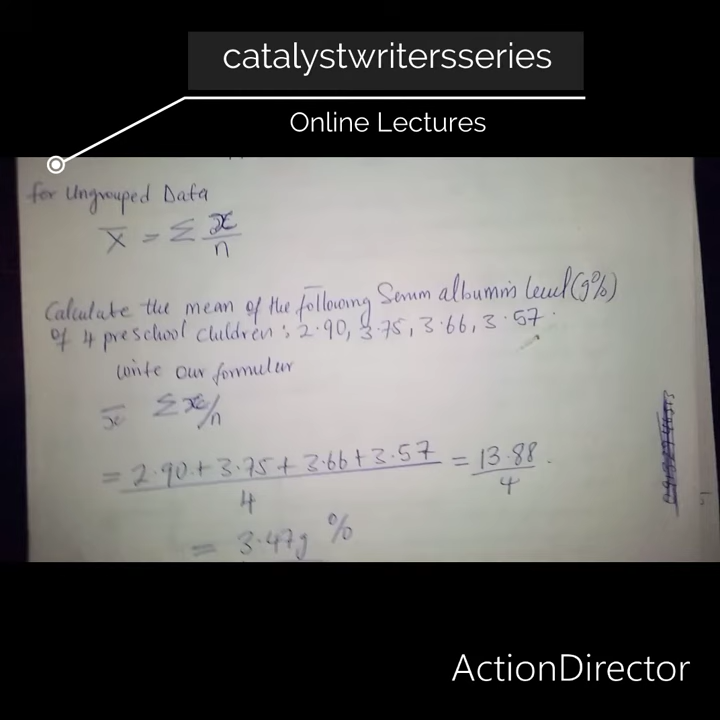 catalystwritersseries
Online Lectures
for Ungrouped Data
X̅ = Σ x/n
Calculate the mean of the following Serum albumin's level (g%)
of 4 preschool children : 2.90, 3.75, 3.66, 3.57.
write our formular
x̅ Σx/n
= 2.90 + 3.75 + 3.66 + 3.57 / 4 = 13.88 / 4 .
= 3.47g %
ActionDirector